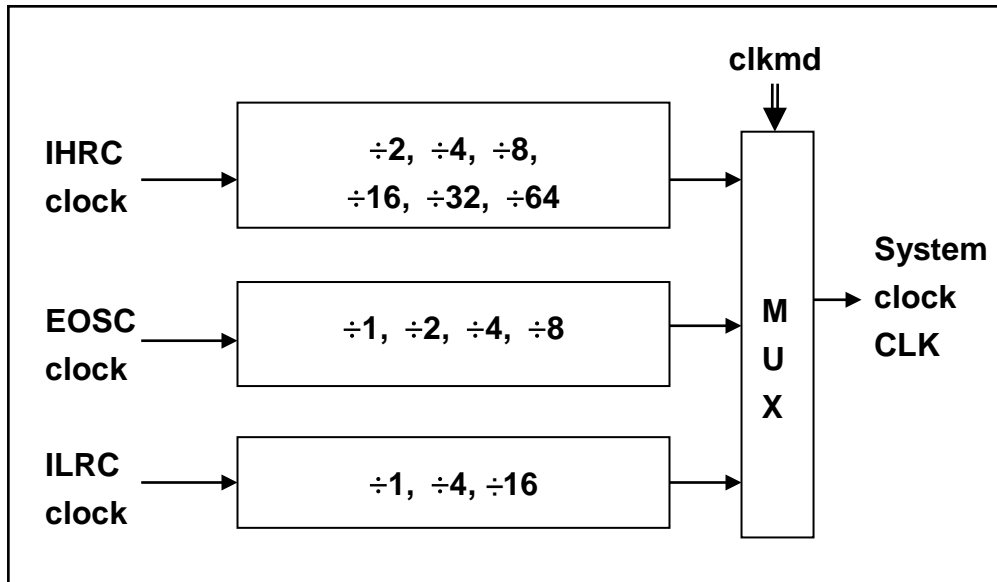 clkmd
IHRC
clock
÷2, ÷4, ÷8,
÷16, ÷32, ÷64
EOSC
clock
÷1, ÷2, ÷4, ÷8
ILRC
clock
÷1, ÷4, ÷16
M
U
X
System
clock
CLK